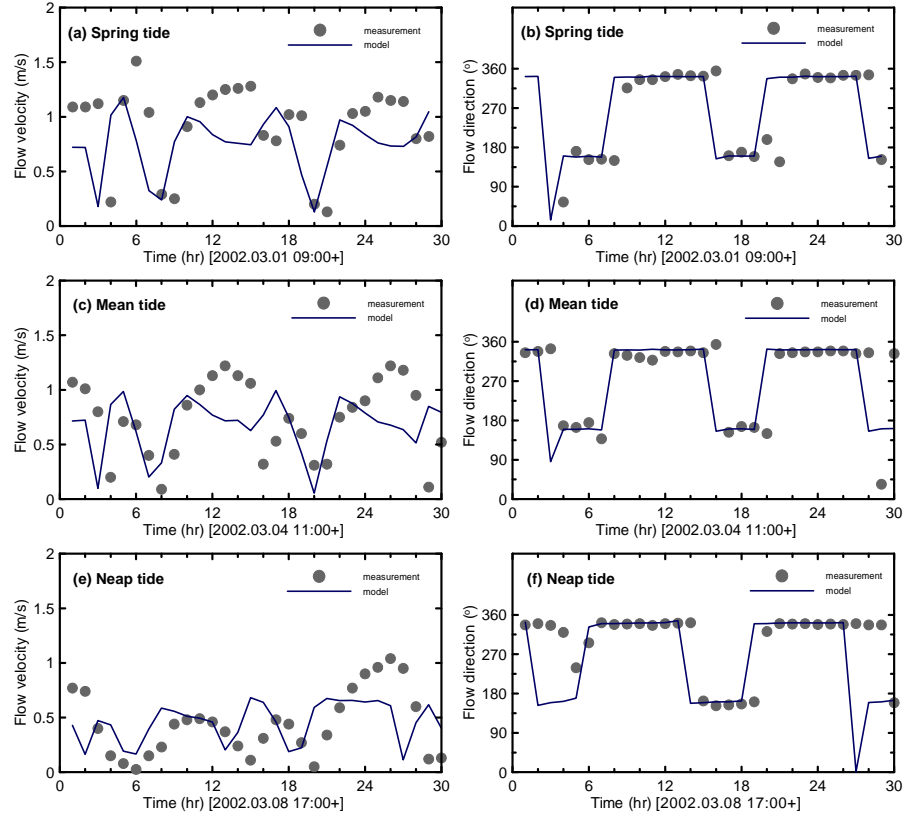 (a) Spring tide
measurement
model
Flow velocity (m/s)
2
1.5
1
0.5
0
0 6 12 18 24 30
Time (hr) [2002.03.01 09:00+]
(b) Spring tide
measurement
model
Flow direction (º)
360
270
180
90
0
0 6 12 18 24 30
Time (hr) [2002.03.01 09:00+]
(c) Mean tide
measurement
model
Flow velocity (m/s)
2
1.5
1
0.5
0
0 6 12 18 24 30
Time (hr) [2002.03.04 11:00+]
(d) Mean tide
measurement
model
Flow direction (º)
360
270
180
90
0
0 6 12 18 24 30
Time (hr) [2002.03.04 11:00+]
(e) Neap tide
measurement
model
Flow velocity (m/s)
2
1.5
1
0.5
0
0 6 12 18 24 30
Time (hr) [2002.03.08 17:00+]
(f) Neap tide
measurement
model
Flow direction (º)
360
270
180
90
0
0 6 12 18 24 30
Time (hr) [2002.03.08 17:00+]